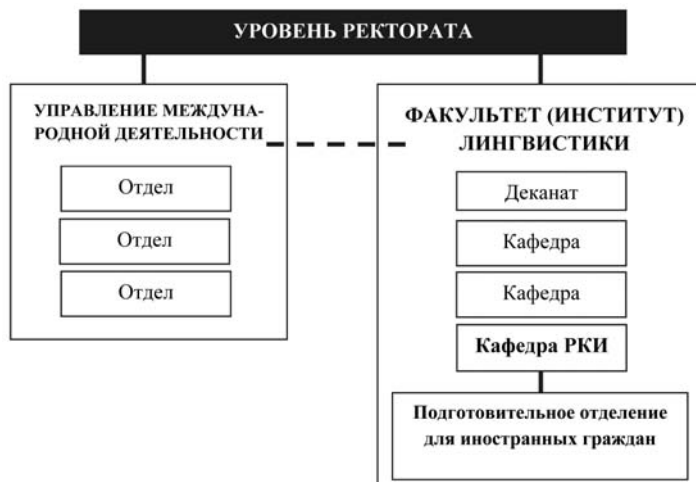 УРОВЕНЬ РЕКТОРАТА
УПРАВЛЕНИЕ МЕЖДУНА-
РОДНОЙ ДЕЯТЕЛЬНОСТИ
Отдел
Отдел
Отдел
ФАКУЛЬТЕТ (ИНСТИТУТ)
ЛИНГВИСТИКИ
Деканат
Кафедра
Кафедра
Кафедра РКИ
Подготовительное отделение
для иностранных граждан